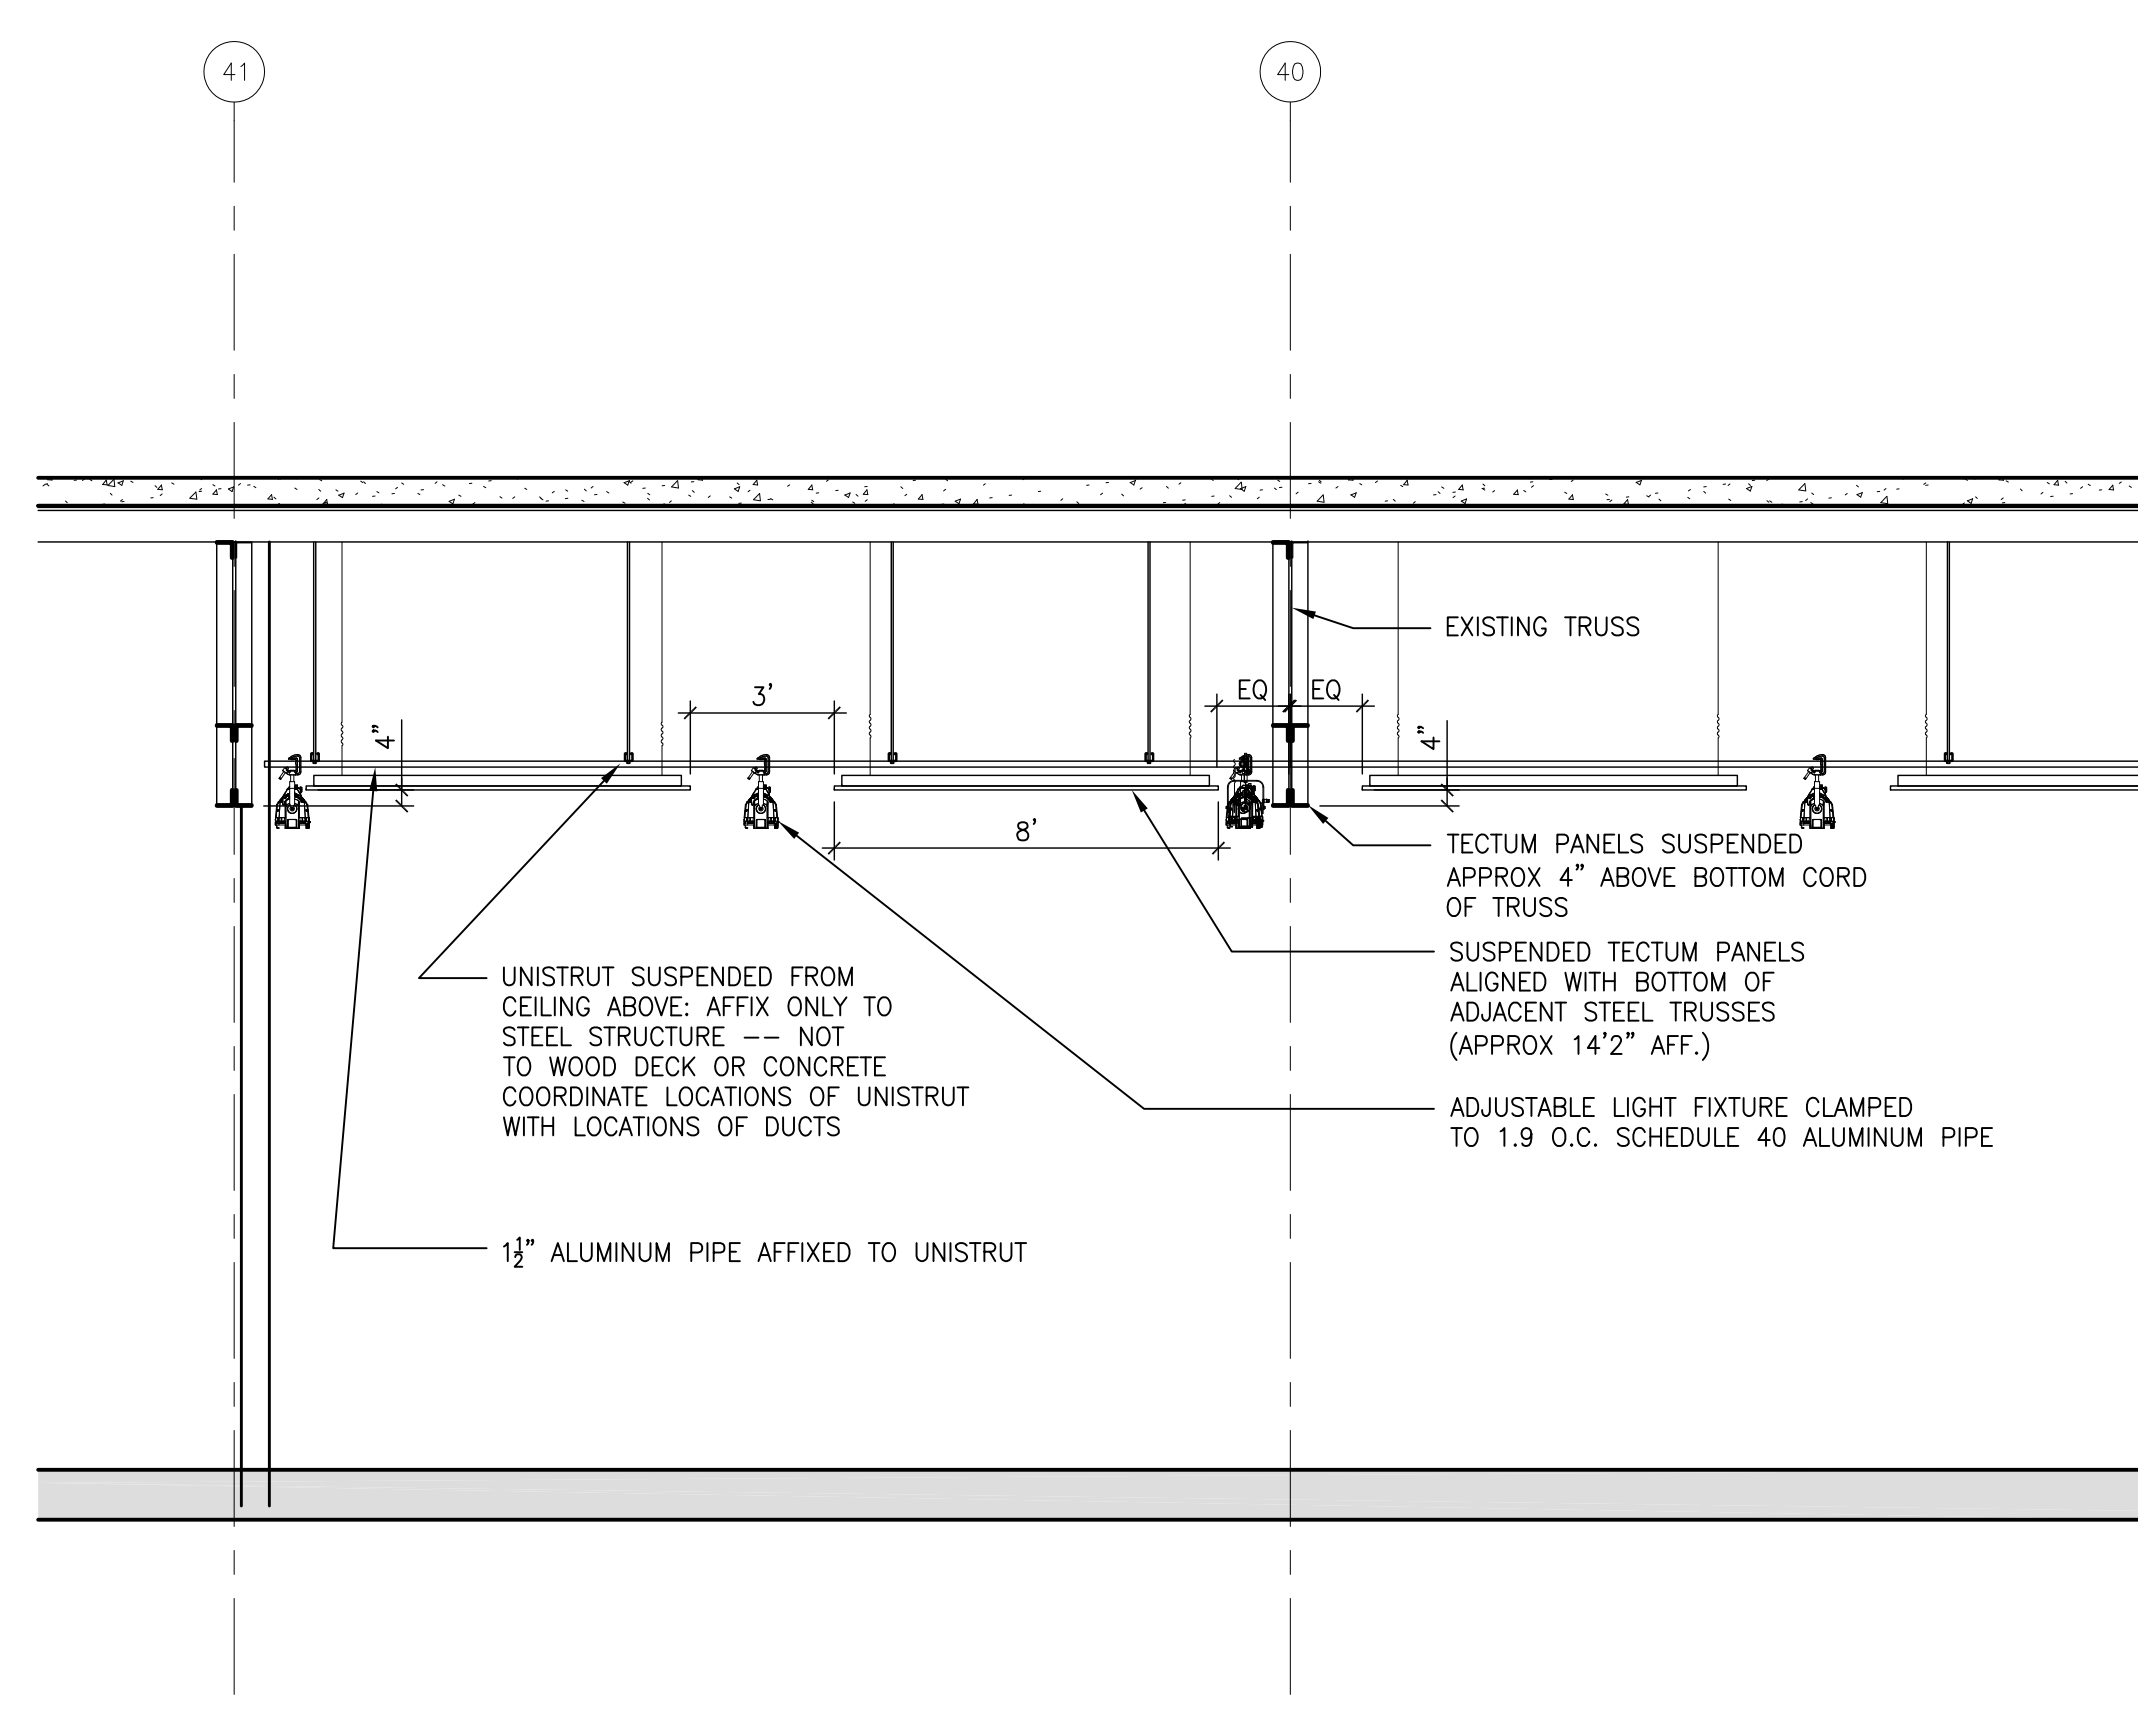 41
40
EXISTING TRUSS
3'
EQ
EQ
4"
4"
8'
TECTUM PANELS SUSPENDED
APPROX 4" ABOVE BOTTOM CORD
OF TRUSS
SUSPENDED TECTUM PANELS
ALIGNED WITH BOTTOM OF
ADJACENT STEEL TRUSSES
(APPROX 14'2" AFF.)
UNISTRUT SUSPENDED FROM
CEILING ABOVE: AFFIX ONLY TO
STEEL STRUCTURE -- NOT
TO WOOD DECK OR CONCRETE
COORDINATE LOCATIONS OF UNISTRUT
WITH LOCATIONS OF DUCTS
ADJUSTABLE LIGHT FIXTURE CLAMPED
TO 1.9 O.C. SCHEDULE 40 ALUMINUM PIPE
1½" ALUMINUM PIPE AFFIXED TO UNISTRUT